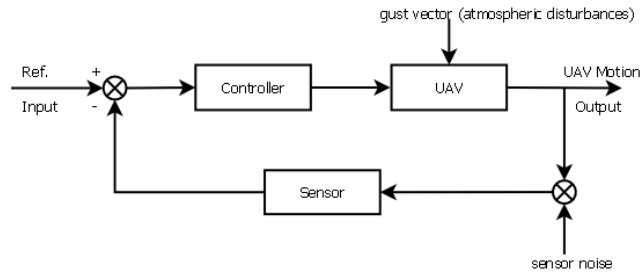 gust vector (atmospheric disturbances)
Ref. + UAV Motion
Controller UAV
Input - Output
Sensor
sensor noise